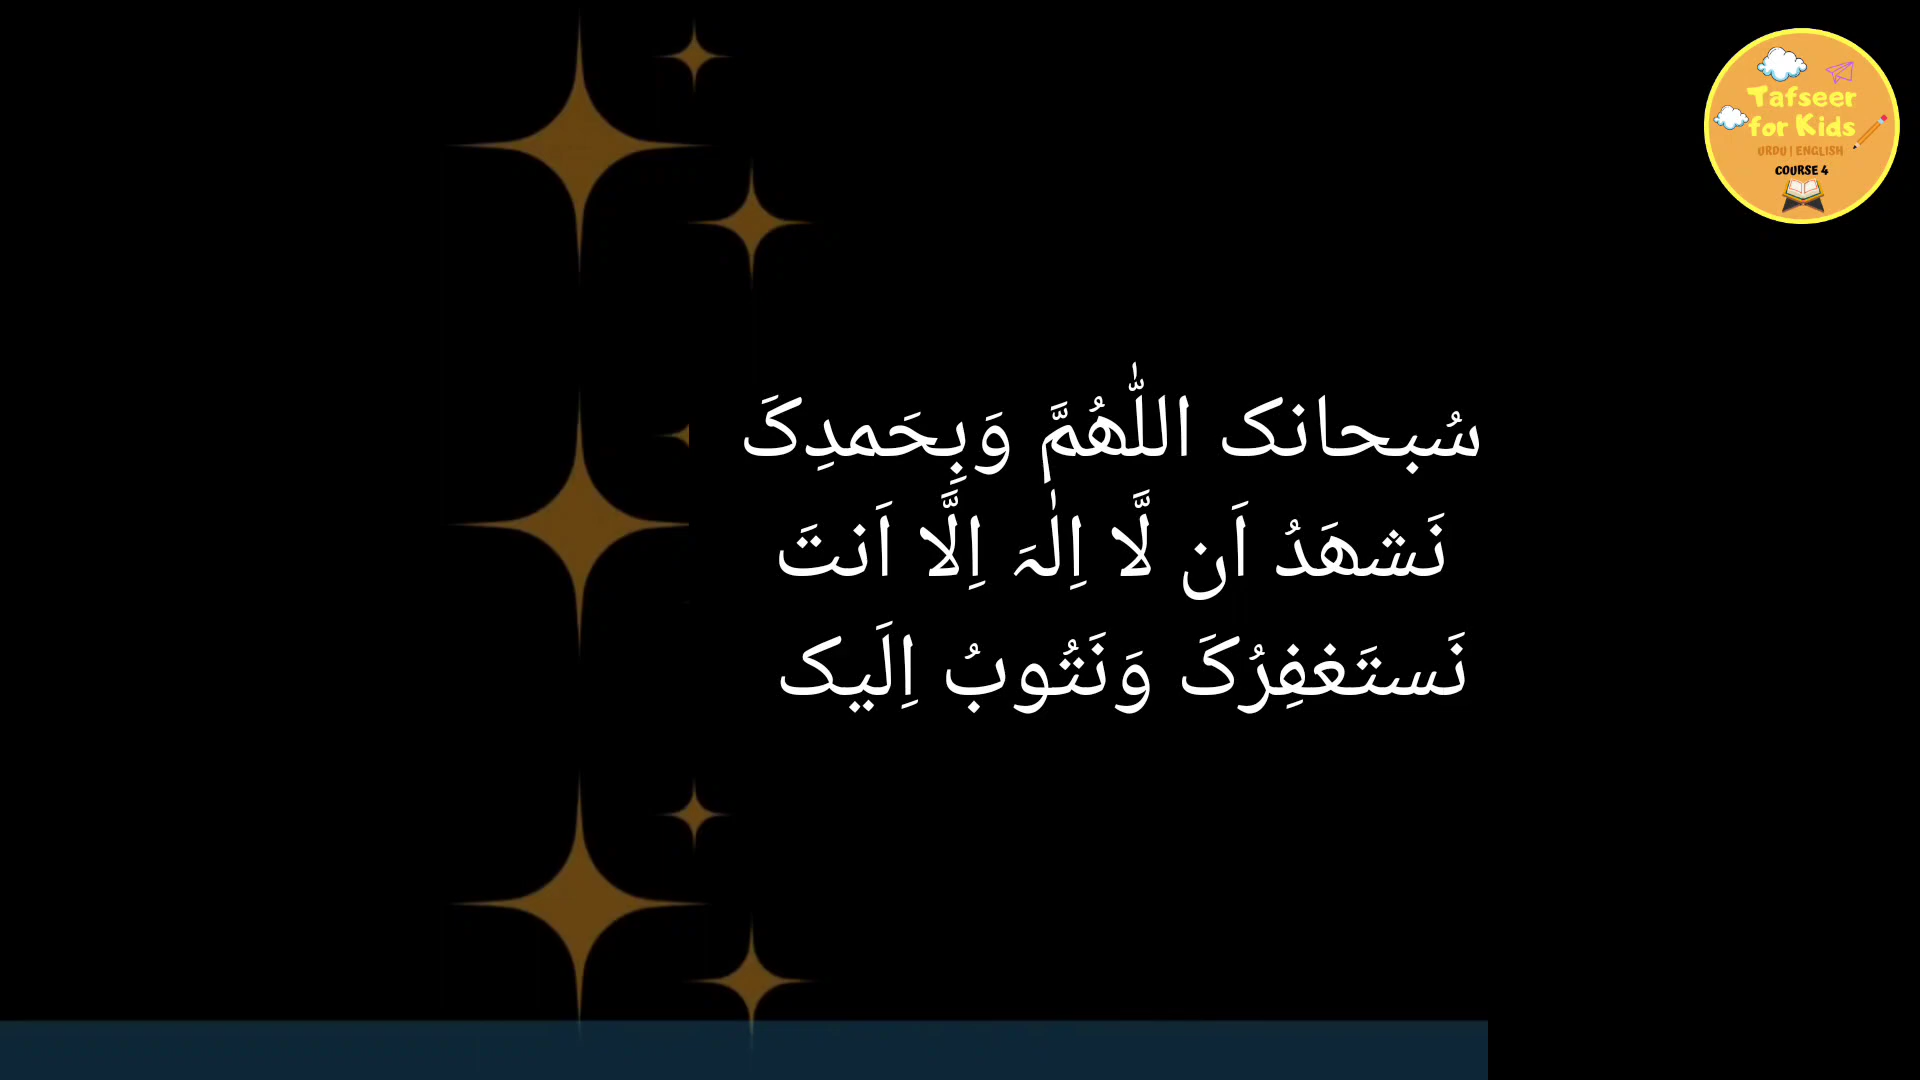 Tafseer
for Kids
URDU | ENGLISH
COURSE 4
سُبحانک اللّٰھُمَّ وَبِحَمدِکَ
نَشھَدُ اَن لَّا اِلٰہَ اِلَّا اَنتَ
نَستَغفِرُکَ وَنَتُوبُ اِلَیک